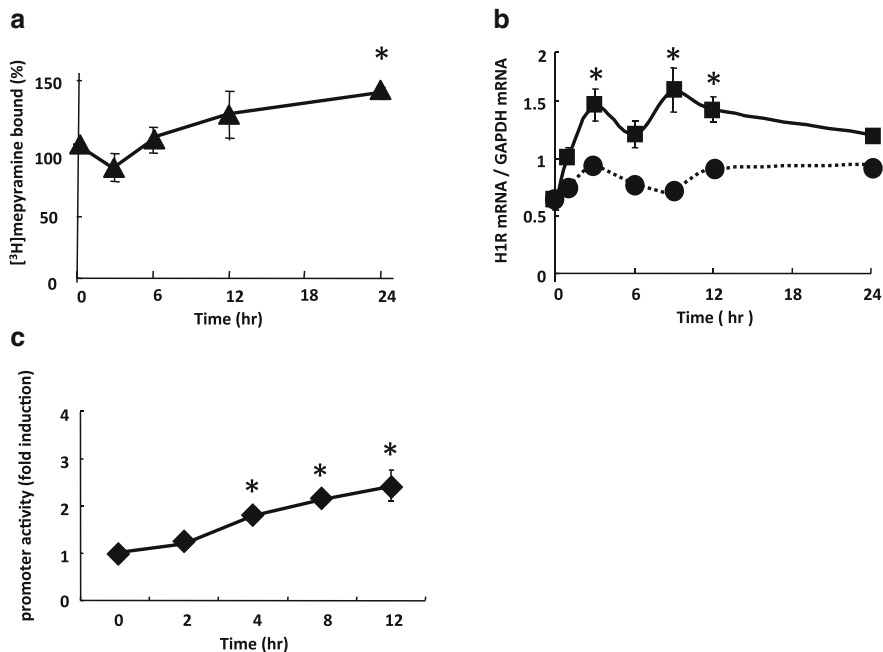 a
[³H]mepyramine bound (%)
150
100
50
0
*
0 6 12 18 24
Time (hr)
b
H1R mRNA / GAPDH mRNA
2
1.5
1
0.5
0
* * *
0 6 12 24
Time ( hr )
c
promoter activity (fold induction)
4
3
2
1
0
* * *
0 2 4 8 12
Time (hr)